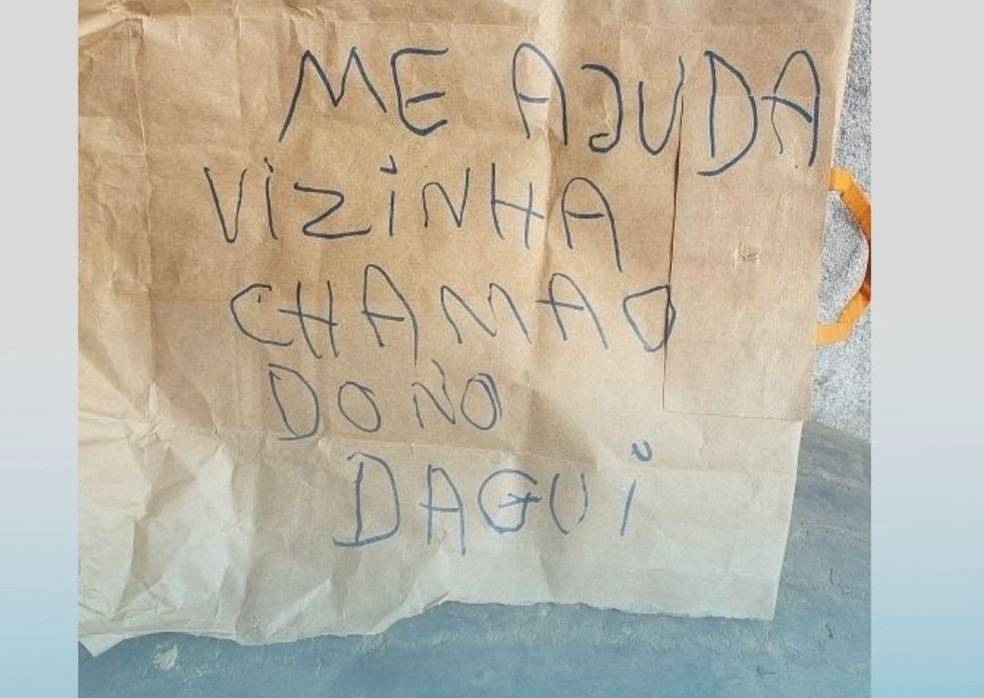 ME AJUDA
VIZINHA
CHAMA O
DONO
DAGUI